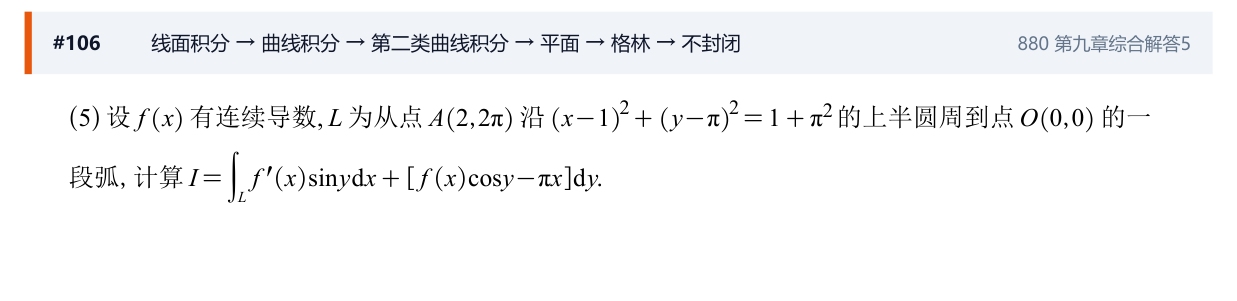 #106 线面积分 → 曲线积分 → 第二类曲线积分 → 平面 → 格林 → 不封闭 880 第九章综合解答5
(5) 设 f(x) 有连续导数, L 为从点 A(2,2π) 沿 (x−1)²+(y−π)²=1+π² 的上半圆周到点 O(0,0) 的一
段弧, 计算 I=∫_L f′(x)sinydx+[f(x)cosy−πx]dy.